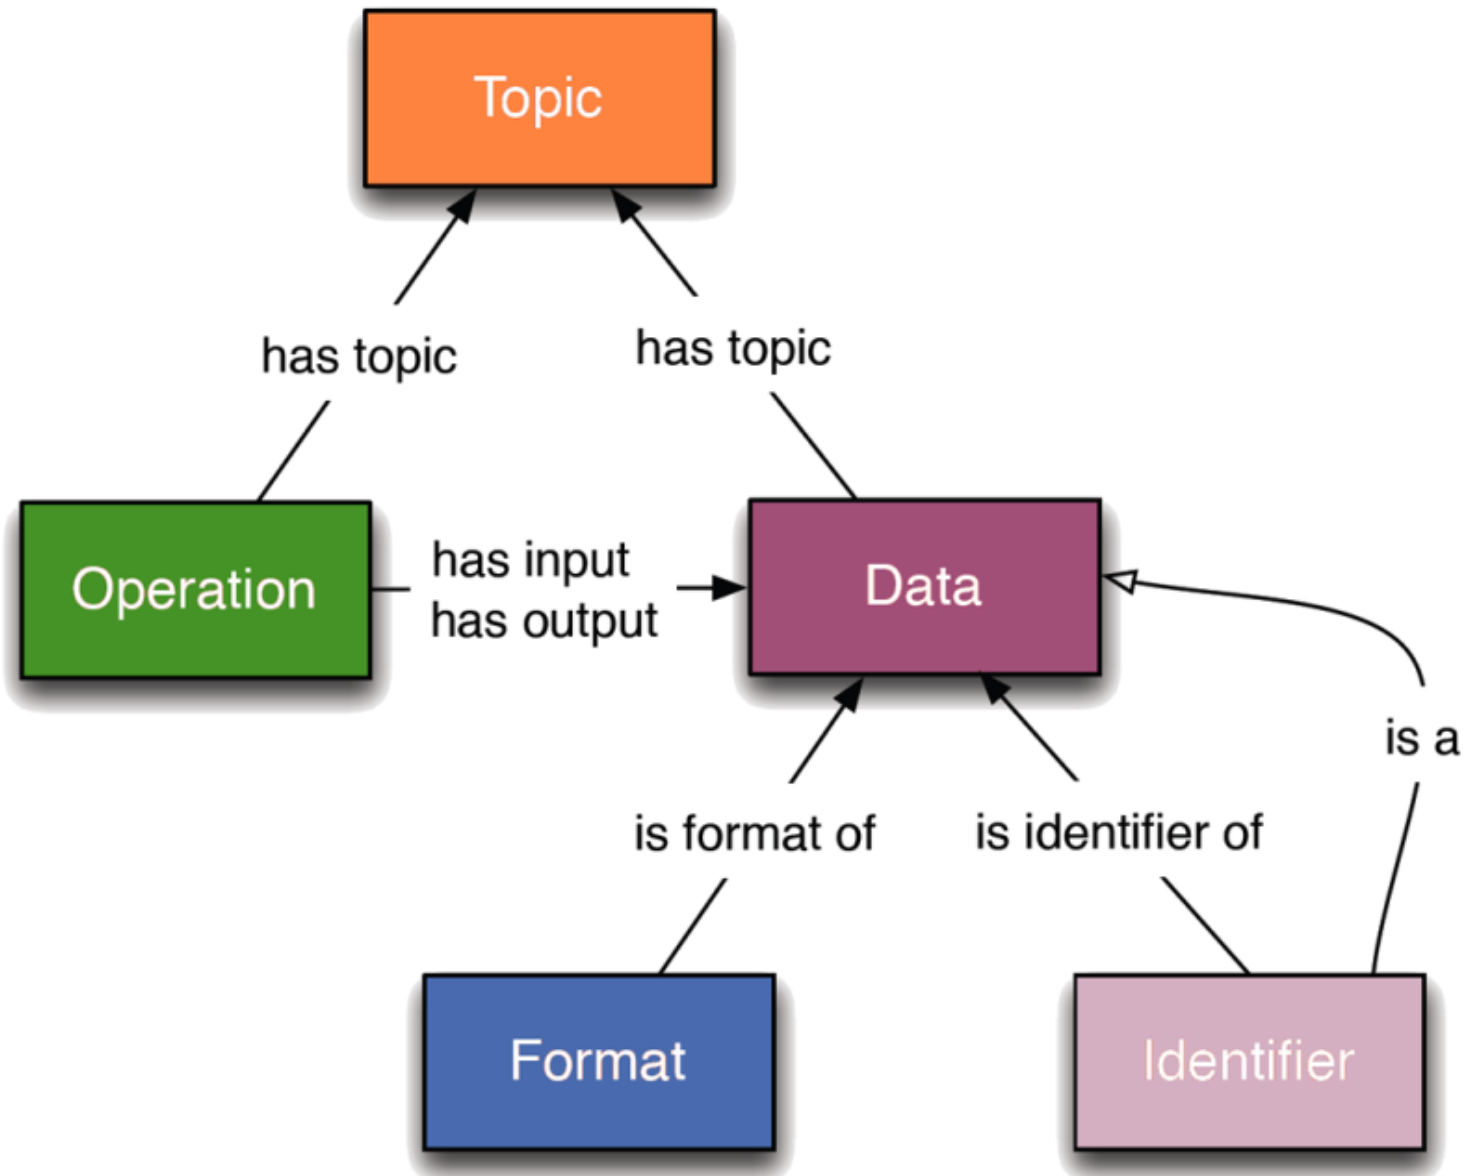 Topic
has topic
has topic
Operation
has input
has output
Data
is a
is format of
is identifier of
Format
Identifier